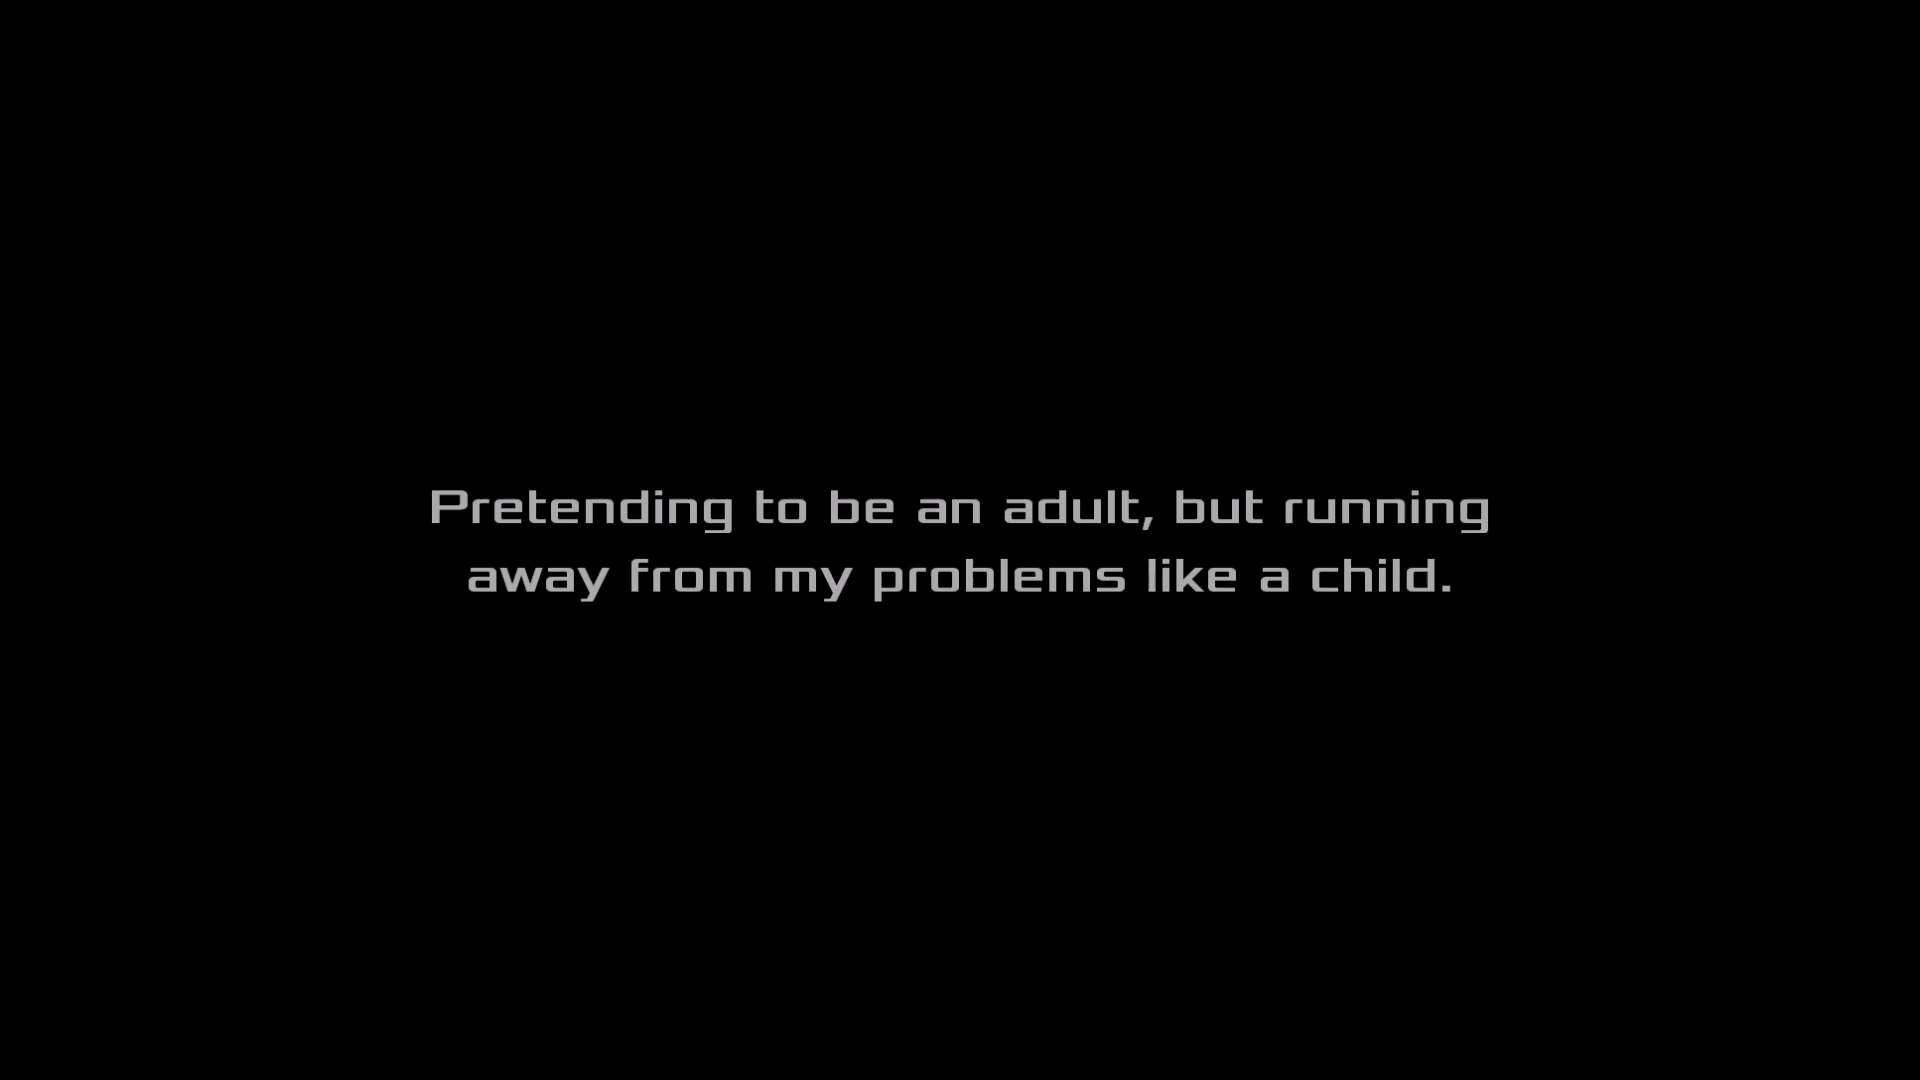 Pretending to be an adult, but running
away from my problems like a child.